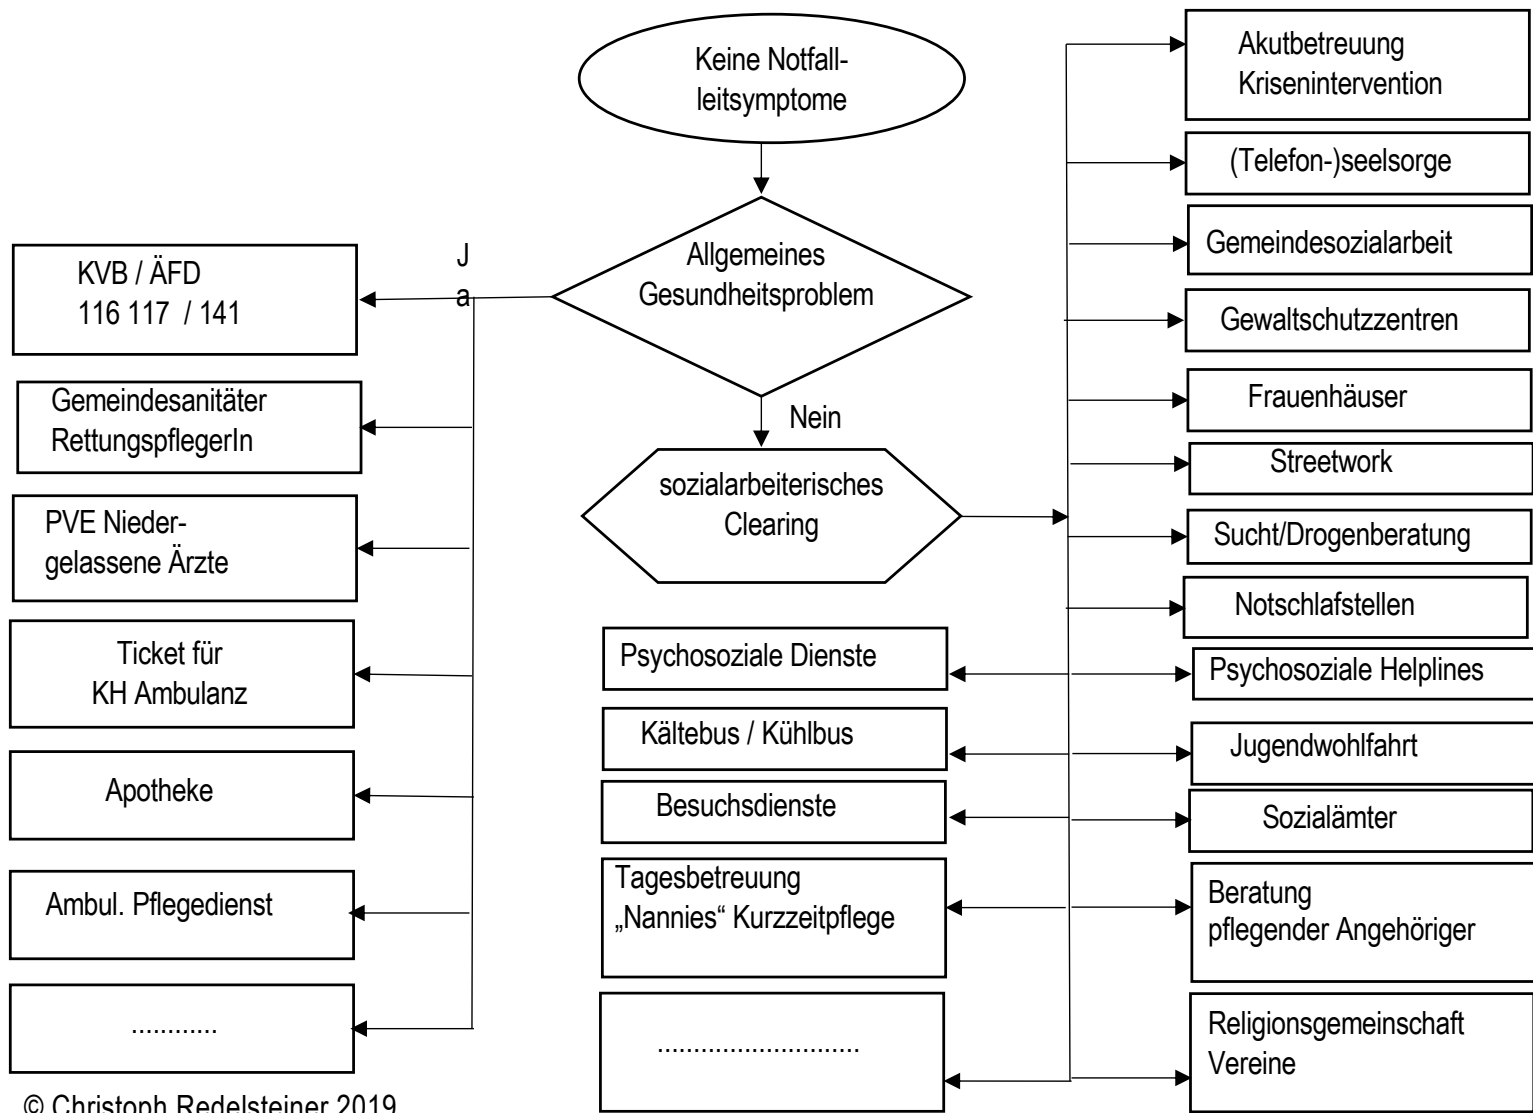 Keine Notfall-
leitsymptome
Allgemeines
Gesundheitsproblem
Ja
Nein
KVB / ÄFD
116 117 / 141
Gemeindesanitäter
RettungspflegerIn
PVE Nieder-
gelassene Ärzte
Ticket für
KH Ambulanz
Apotheke
Ambul. Pflegedienst
............
sozialarbeiterisches
Clearing
Psychosoziale Dienste
Kältebus / Kühlbus
Besuchsdienste
Tagesbetreuung
„Nannies“ Kurzzeitpflege
............................
Akutbetreuung
Krisenintervention
(Telefon-)seelsorge
Gemeindesozialarbeit
Gewaltschutzzentren
Frauenhäuser
Streetwork
Sucht/Drogenberatung
Notschlafstellen
Psychosoziale Helplines
Jugendwohlfahrt
Sozialämter
Beratung
pflegender Angehöriger
Religionsgemeinschaft
Vereine
© Christoph Redelsteiner 2019